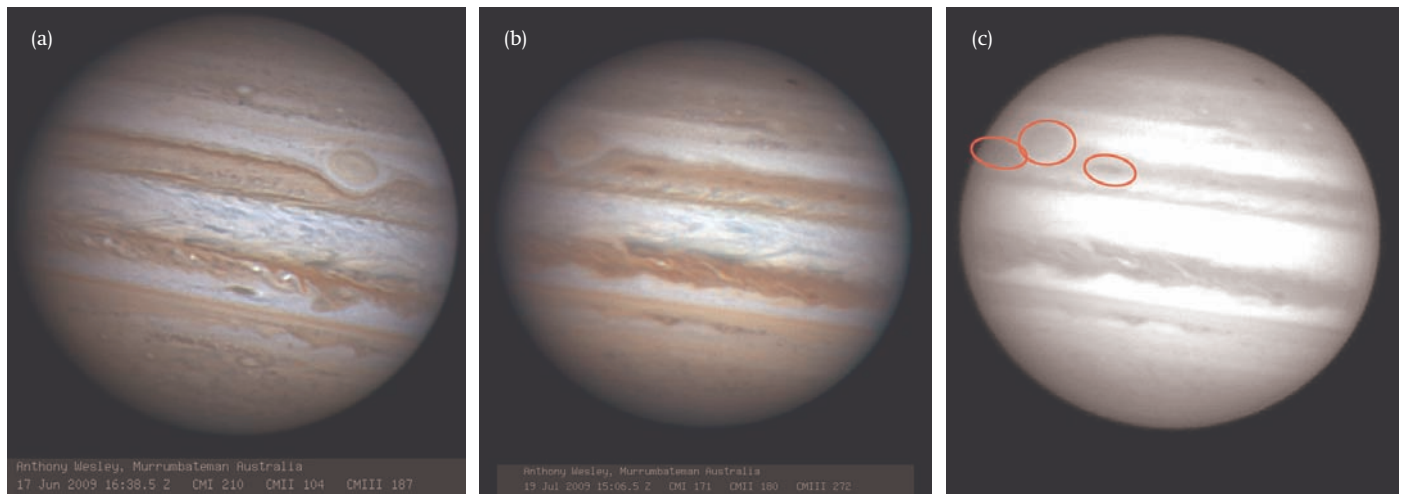 (a)
Anthony Wesley, Murrumbateman Australia
17 Jun 2009 16:38.5 Z CMI 210 CMII 104 CMIII 187
(b)
Anthony Wesley, Murrumbateman Australia
19 Jul 2009 15:06.5 Z CMI 171 CMII 180 CMIII 272
(c)